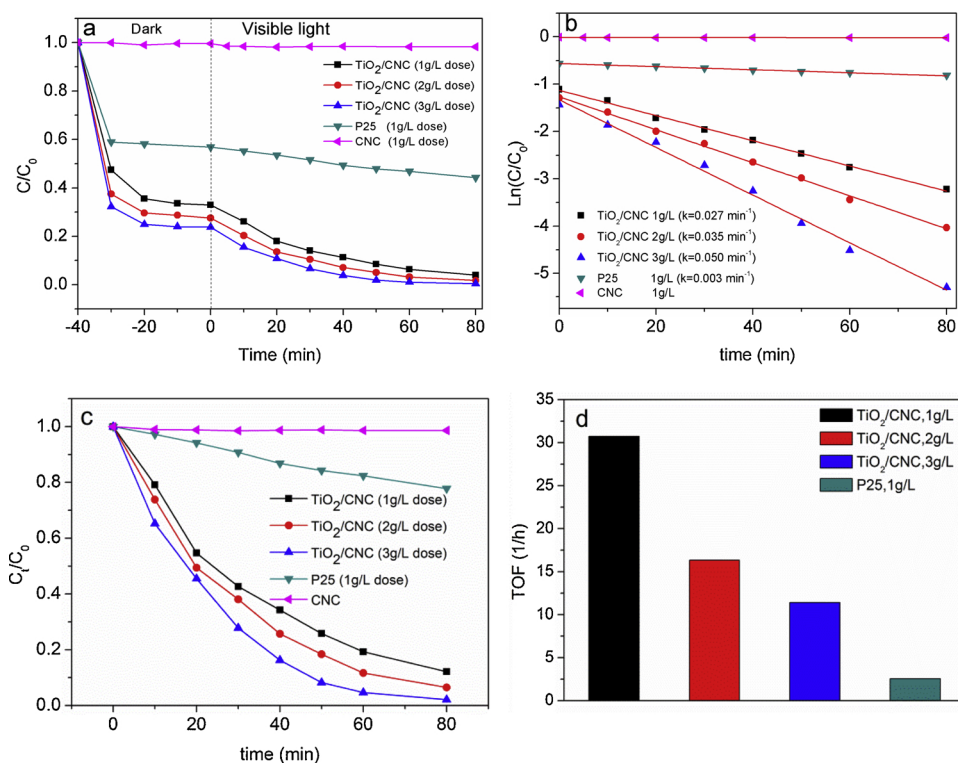 a
Dark
Visible light
TiO2/CNC (1g/L dose)
TiO2/CNC (2g/L dose)
TiO2/CNC (3g/L dose)
P25 (1g/L dose)
CNC (1g/L dose)
C/C0
1.0
0.8
0.6
0.4
0.2
0.0
-40 -20 0 20 40 60 80
Time (min)
b
Ln(C/C0)
0
-1
-2
-3
-4
-5
TiO2/CNC 1g/L (k=0.027 min-1)
TiO2/CNC 2g/L (k=0.035 min-1)
TiO2/CNC 3g/L (k=0.050 min-1)
P25 1g/L (k=0.003 min-1)
CNC 1g/L
0 20 40 60 80
time (min)
c
Ct/C0
1.0
0.8
0.6
0.4
0.2
0.0
TiO2/CNC (1g/L dose)
TiO2/CNC (2g/L dose)
TiO2/CNC (3g/L dose)
P25 (1g/L dose)
CNC
0 20 40 60 80
time (min)
d
TOF (1/h)
35
30
25
20
15
10
5
0
TiO2/CNC,1g/L
TiO2/CNC,2g/L
TiO2/CNC,3g/L
P25,1g/L